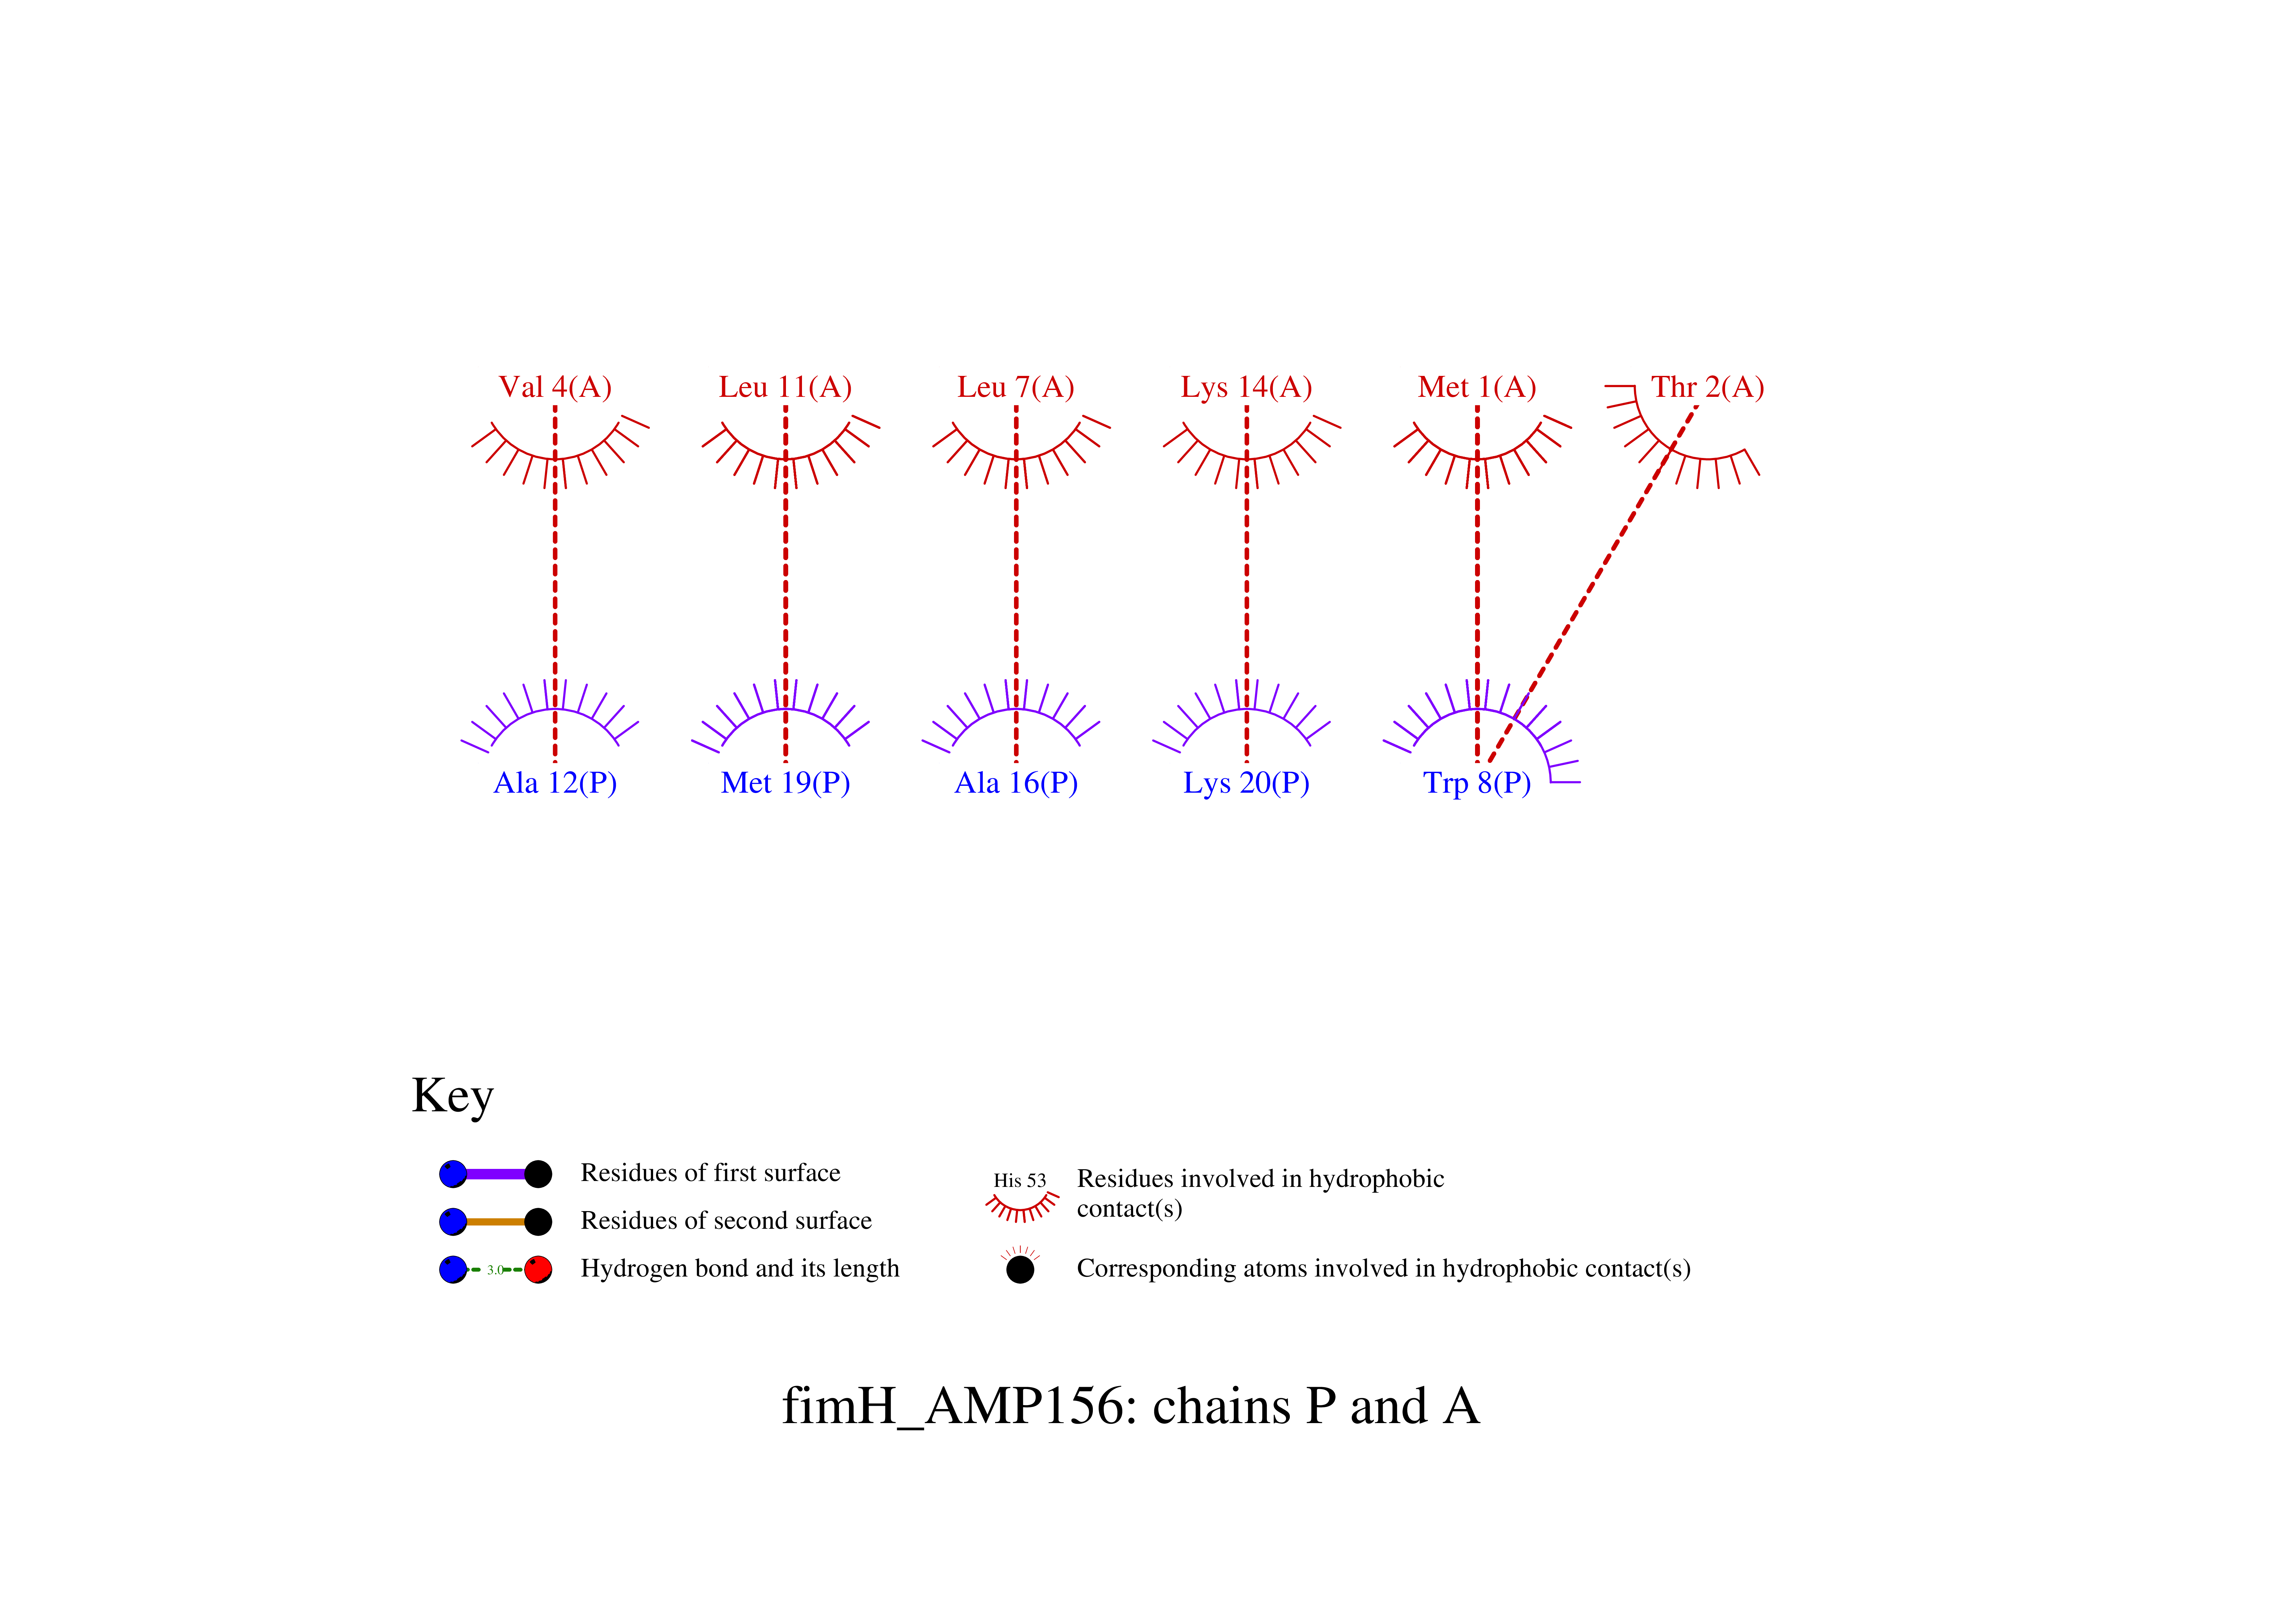 Val 4(A) Leu 11(A) Leu 7(A) Lys 14(A) Met 1(A) Thr 2(A)
Ala 12(P) Met 19(P) Ala 16(P) Lys 20(P) Trp 8(P)
Key
Residues of first surface
Residues of second surface
3.0 Hydrogen bond and its length
His 53 Residues involved in hydrophobic
contact(s)
Corresponding atoms involved in hydrophobic contact(s)
fimH_AMP156: chains P and A